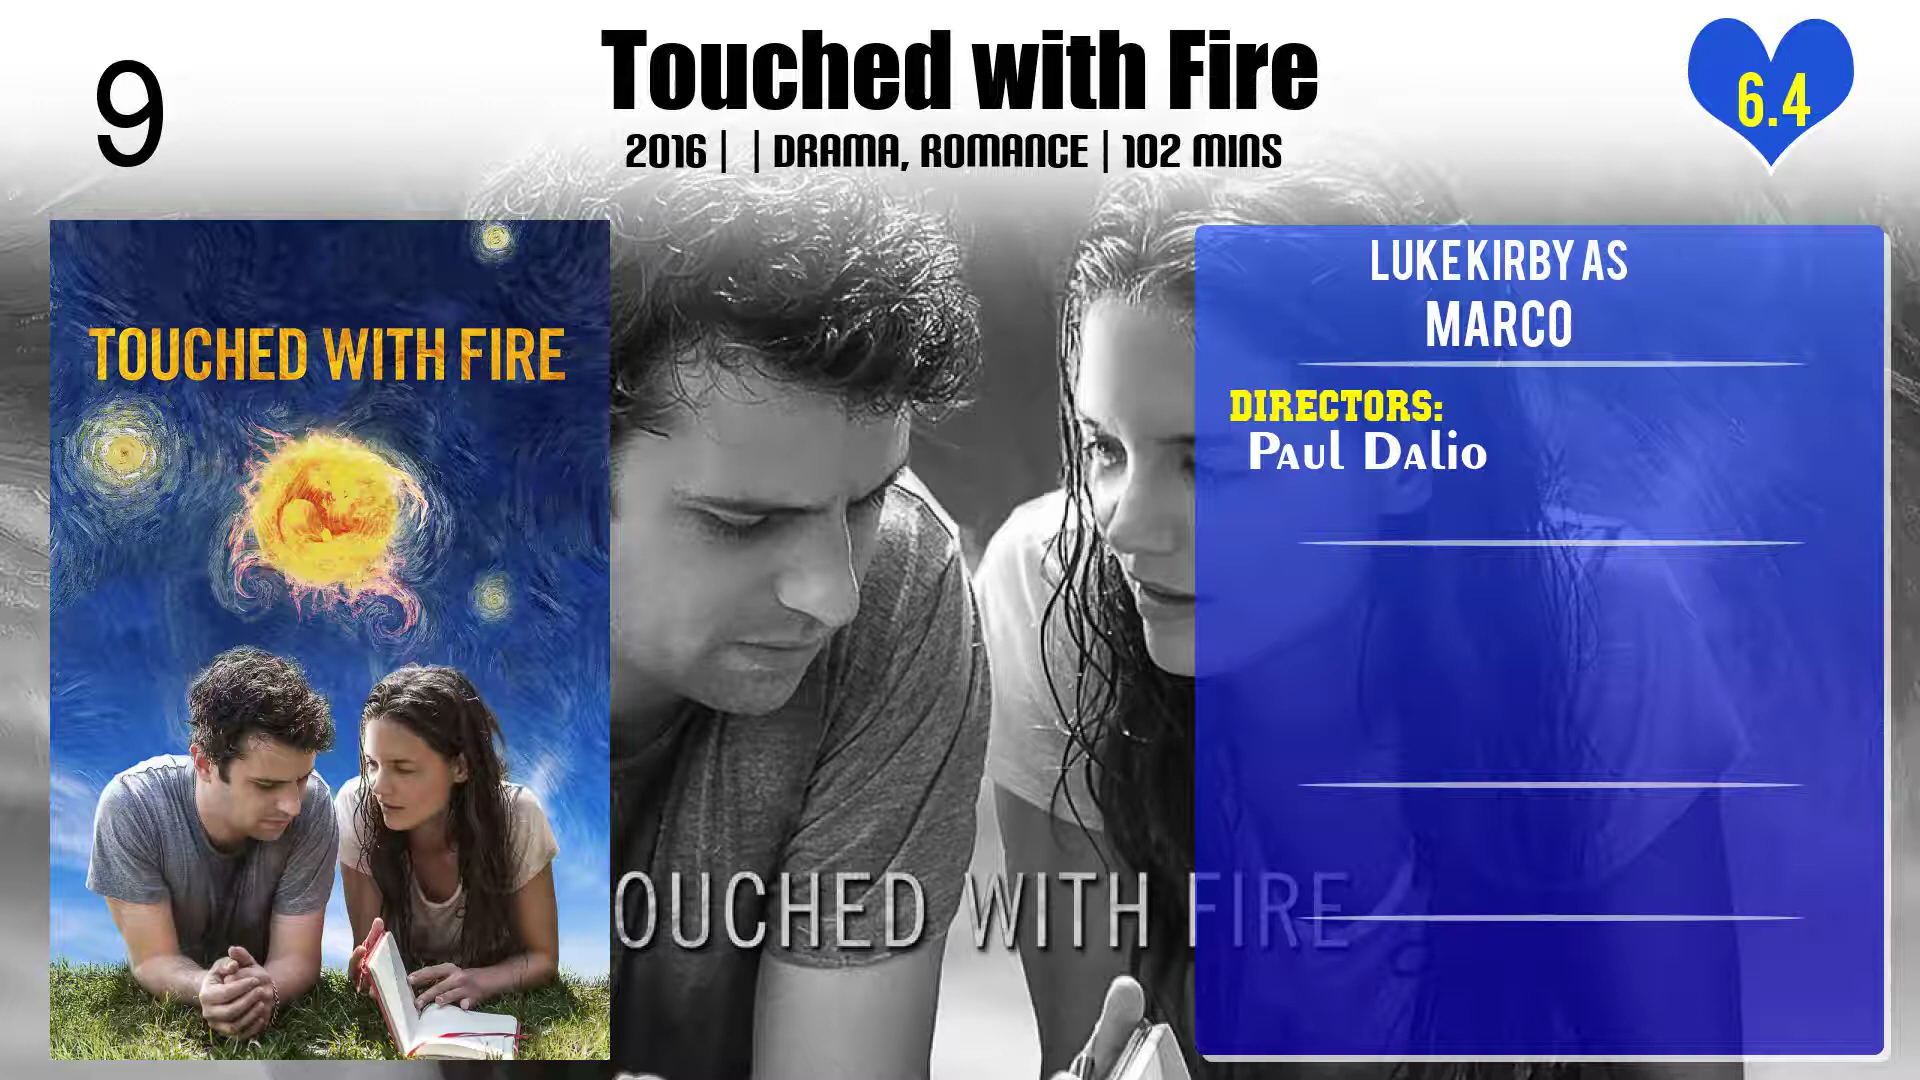 9
Touched with Fire
2016 | | DRAMA, ROMANCE | 102 MINS
6.4
TOUCHED WITH FIRE
LUKE KIRBY AS
MARCO
DIRECTORS:
Paul Dalio
OUCHED WITH FIRE